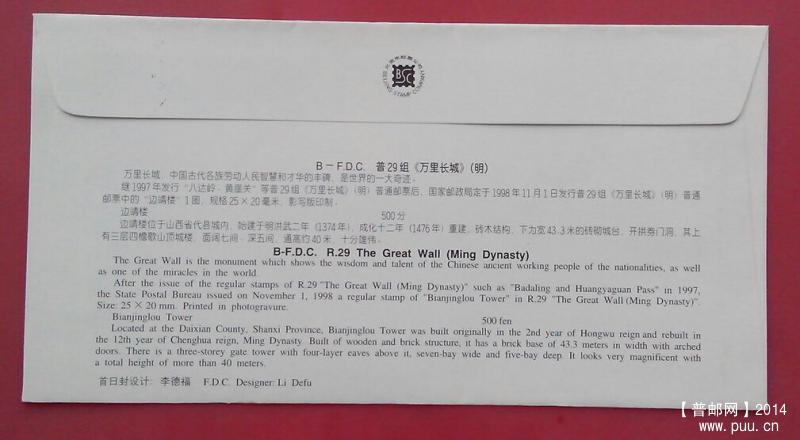 BSC
BEIJING STAMP COMPANY
B－F.D.C. 普29组《万里长城》(明)
万里长城，中国古代各族劳动人民智慧和才华的丰碑，是世界的一大奇迹。
继1997年发行“八达岭·黄崖关”等普29组《万里长城》(明) 普通邮票后，国家邮政局定于1998年11月1日发行普29组《万里长城》(明) 普通
邮票中的“边靖楼”1图，规格25×20毫米，影写版印制。
边靖楼 500分
边靖楼位于山西省代县城内，始建于明洪武二年 (1374年)，成化十二年 (1476年) 重建，砖木结构，下为宽43.3米的砖砌城台，开拱券门洞，其上
有三层四檐歇山顶城楼，面阔七间，深五间，通高约40米，十分雄伟。
B-F.D.C. R.29 The Great Wall (Ming Dynasty)
The Great Wall is the monument which shows the wisdom and talent of the Chinese ancient working people of the nationalities, as well
as one of the miracles in the world.
After the issue of the regular stamps of R.29 "The Great Wall (Ming Dynasty)" such as "Badaling and Huangyaguan Pass" in 1997,
the State Postal Bureau issued on November 1, 1998 a regular stamp of "Bianjinglou Tower" in R.29 "The Great Wall (Ming Dynasty)".
Size: 25×20 mm. Printed in photogravure.
Bianjinglou Tower 500 fen
Located at the Daixian County, Shanxi Province, Bianjinglou Tower was built originally in the 2nd year of Hongwu reign and rebuilt in
the 12th year of Chenghua reign, Ming Dynasty. Built of wooden and brick structure, it has a brick base of 43.3 meters in width with arched
doors. There is a three-storey gate tower with four-layer eaves above it, seven-bay wide and five-bay deep. It looks very magnificent with
a total height of more than 40 meters.
首日封设计：李德福 F.D.C. Designer: Li Defu
【普邮网】2014
www.puu.cn